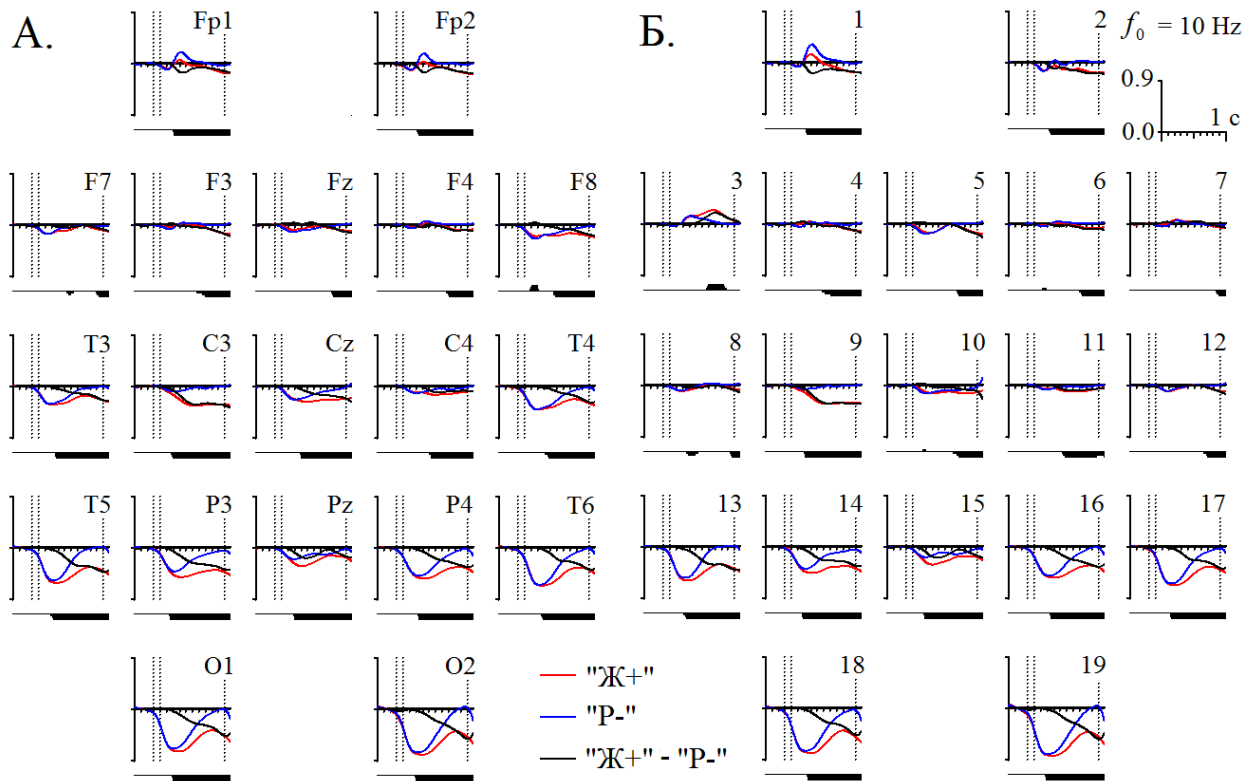 А. Fp1 Fp2 Б. 1 2 f₀ = 10 Hz
0.9
0.0 1 с
F7 F3 Fz F4 F8 3 4 5 6 7
T3 C3 Cz C4 T4 8 9 10 11 12
T5 P3 Pz P4 T6 13 14 15 16 17
O1 O2 18 19
"Ж+"
"Р-"
"Ж+" - "Р-"